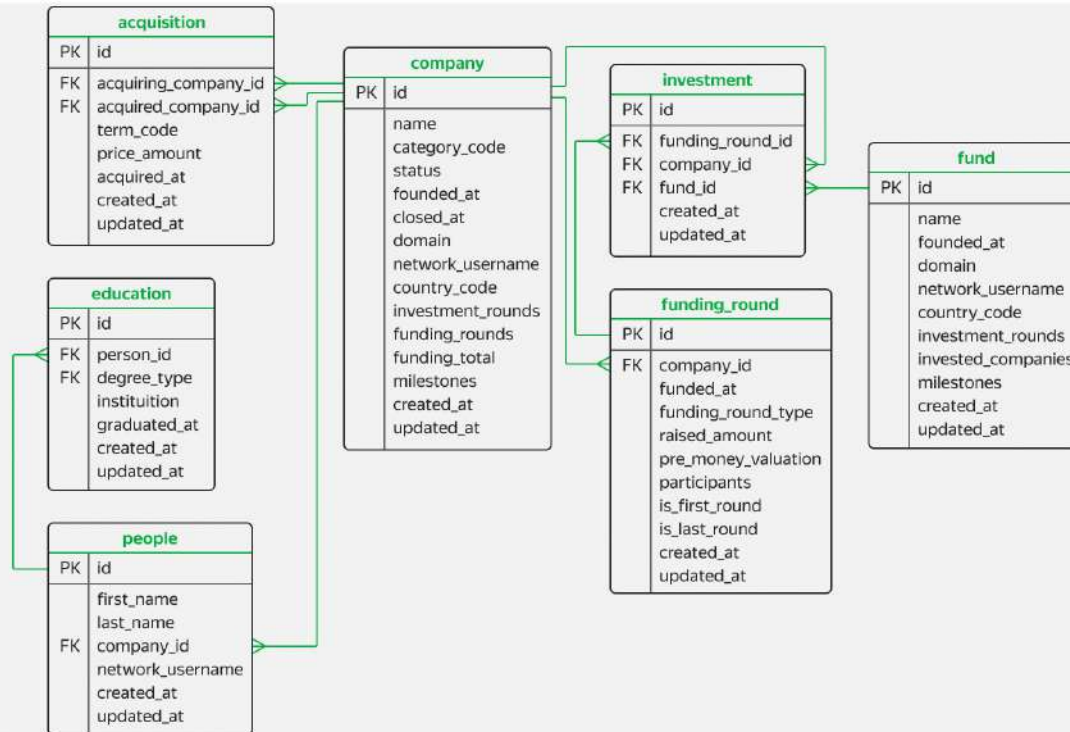 acquisition
PK id
FK acquiring_company_id
FK acquired_company_id
term_code
price_amount
acquired_at
created_at
updated_at
company
PK id
name
category_code
status
founded_at
closed_at
domain
network_username
country_code
investment_rounds
funding_rounds
funding_total
milestones
created_at
updated_at
investment
PK id
FK funding_round_id
FK company_id
FK fund_id
created_at
updated_at
fund
PK id
name
founded_at
domain
network_username
country_code
investment_rounds
invested_companies
milestones
created_at
updated_at
education
PK id
FK person_id
FK degree_type
instituition
graduated_at
created_at
updated_at
funding_round
PK id
FK company_id
funded_at
funding_round_type
raised_amount
pre_money_valuation
participants
is_first_round
is_last_round
created_at
updated_at
people
PK id
first_name
last_name
FK company_id
network_username
created_at
updated_at